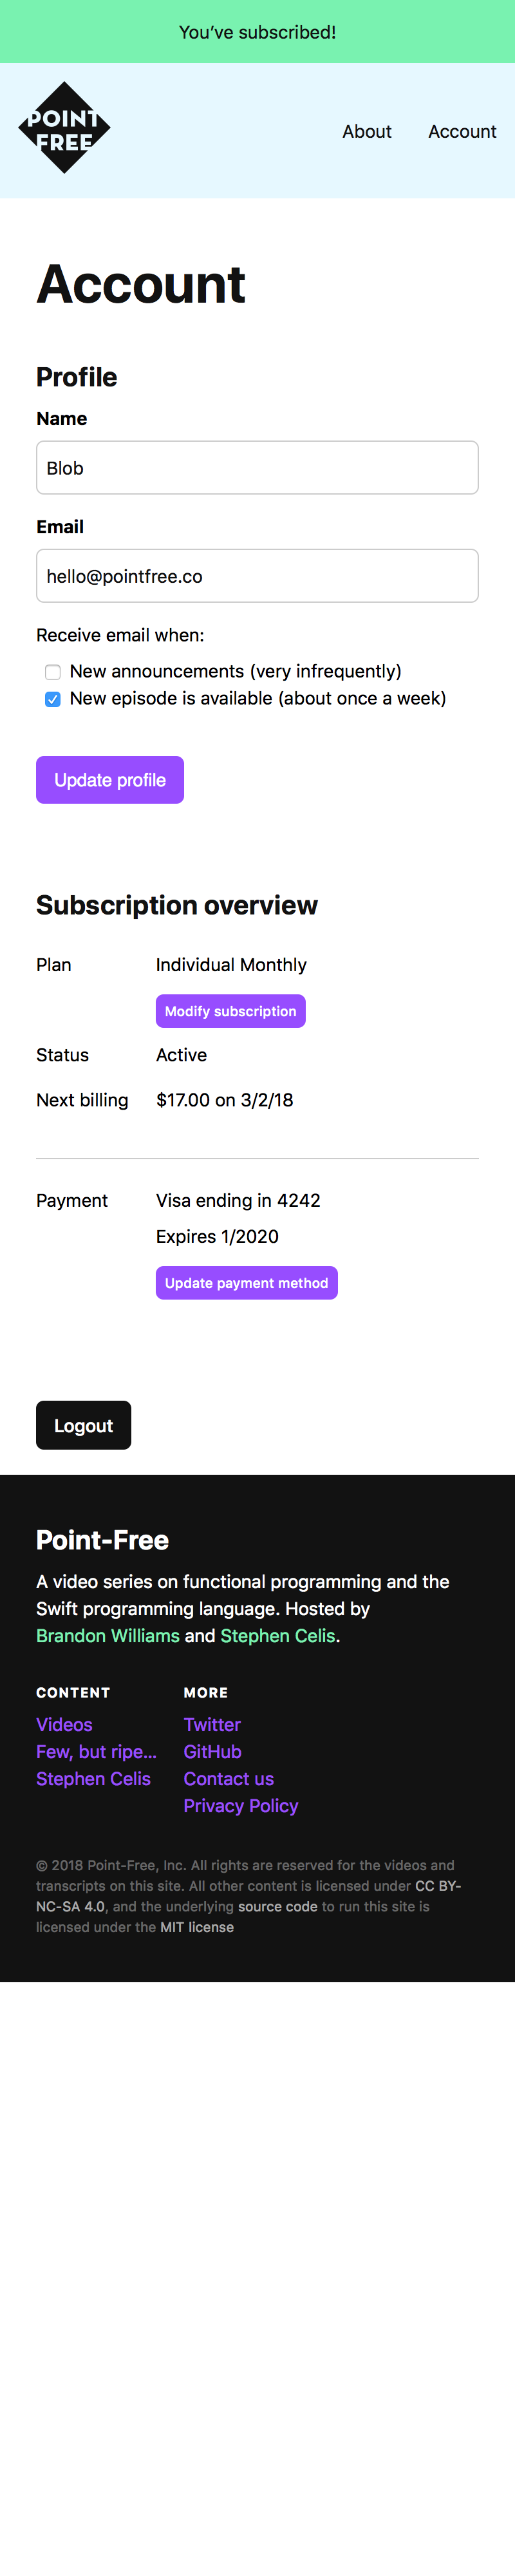 You’ve subscribed!
POINT
FREE
About
Account
Account
Profile
Name
Blob
Email
hello@pointfree.co
Receive email when:
New announcements (very infrequently)
New episode is available (about once a week)
Update profile
Subscription overview
Plan
Individual Monthly
Modify subscription
Status
Active
Next billing
$17.00 on 3/2/18
Payment
Visa ending in 4242
Expires 1/2020
Update payment method
Logout
Point-Free
A video series on functional programming and the
Swift programming language. Hosted by
Brandon Williams and Stephen Celis.
CONTENT
Videos
Few, but ripe...
Stephen Celis
MORE
Twitter
GitHub
Contact us
Privacy Policy
© 2018 Point-Free, Inc. All rights are reserved for the videos and
transcripts on this site. All other content is licensed under CC BY-
NC-SA 4.0, and the underlying source code to run this site is
licensed under the MIT license